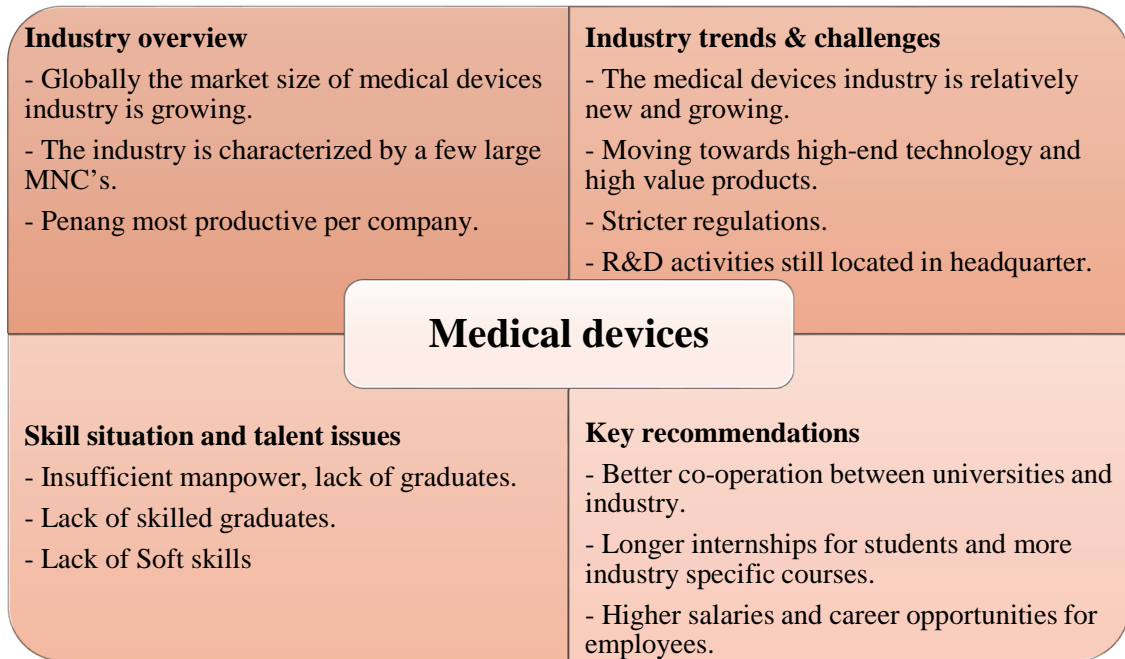 Industry overview
- Globally the market size of medical devices
industry is growing.
- The industry is characterized by a few large
MNC's.
- Penang most productive per company.
Industry trends & challenges
- The medical devices industry is relatively
new and growing.
- Moving towards high-end technology and
high value products.
- Stricter regulations.
- R&D activities still located in headquarter.
Medical devices
Skill situation and talent issues
- Insufficient manpower, lack of graduates.
- Lack of skilled graduates.
- Lack of Soft skills
Key recommendations
- Better co-operation between universities and
industry.
- Longer internships for students and more
industry specific courses.
- Higher salaries and career opportunities for
employees.